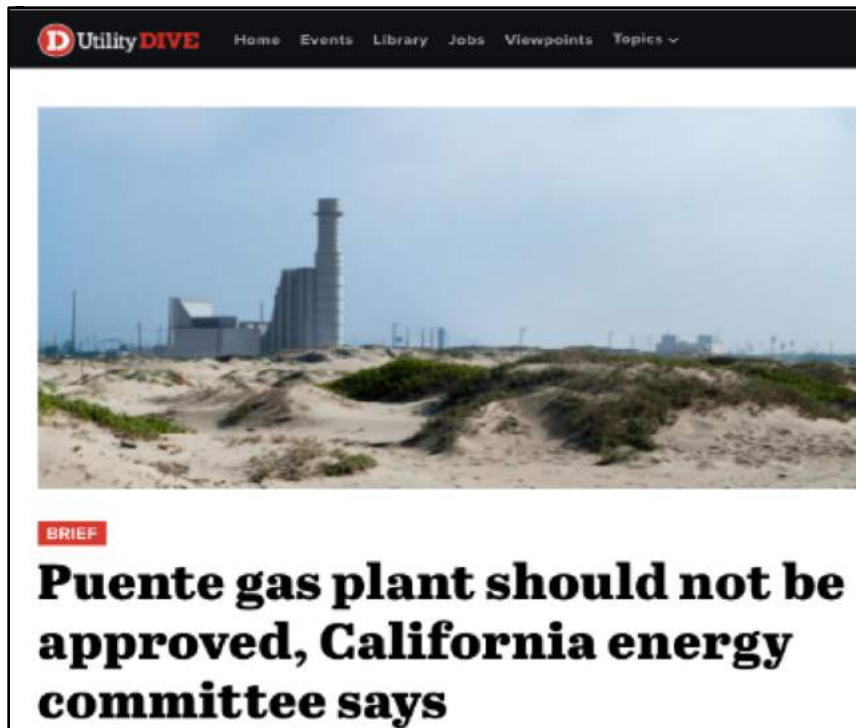 D Utility DIVE Home Events Library Jobs Viewpoints Topics
BRIEF
Puente gas plant should not be
approved, California energy
committee says